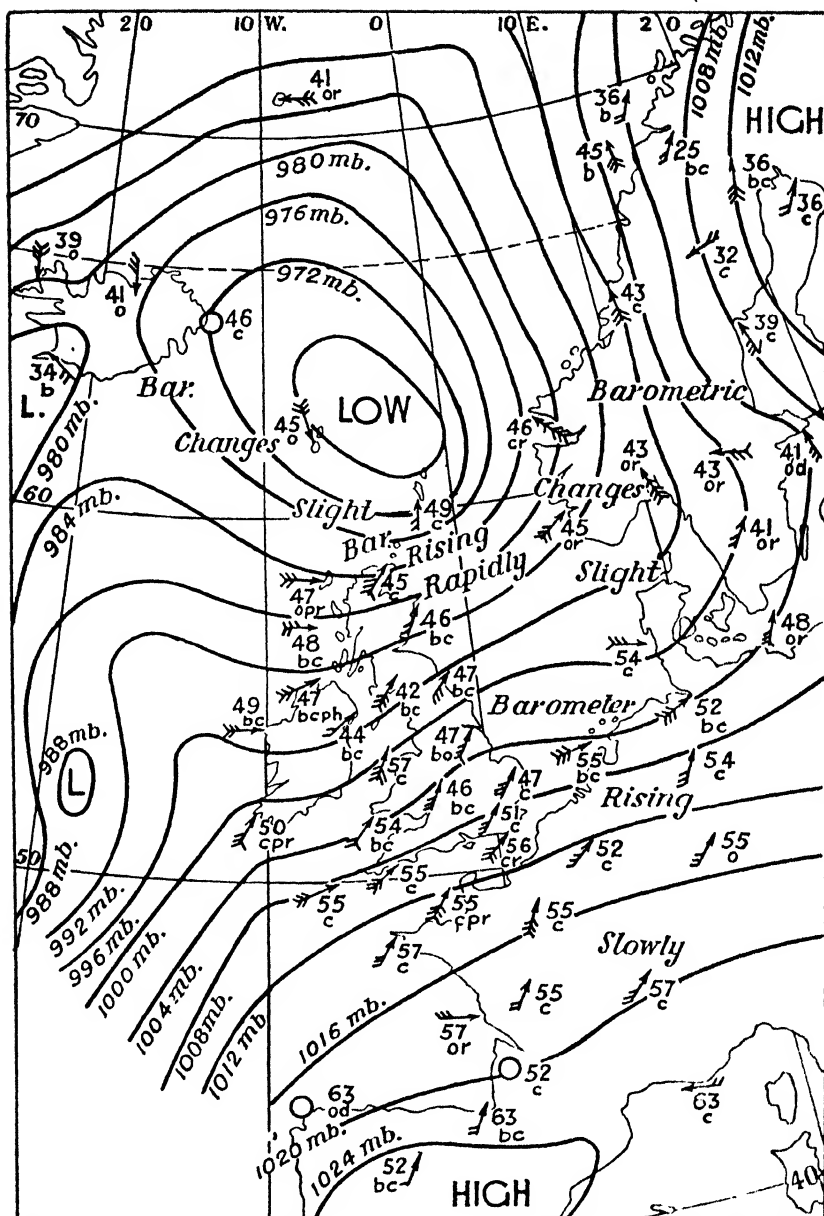 20 10 W. 0 10 E. 20
1008 mb. 1012 mb.
41
or
36
b
70
HIGH
980 mb.
45
b
25
bc
36
bc
36
c
976 mb.
39
o
32
c
972 mb.
41
o
46
c
43
c
39
c
34
b
Bar.
Barometric
L.
LOW
45
o
46
cr
Changes
980 mb.
43
or
43
or
41
od
60
984 mb.
Slight
49
c
Changes
Bar. Rising
45
or
41
or
Rapidly
Slight
47
opr
45
c
48
bc
46
bc
48
or
54
c
49
bc
47
bcph
42
bc
47
bc
Barometer
52
bc
44
bc
47
bo
988 mb.
57
c
55
bc
54
c
L
46
bc
47
c
Rising
50
cpr
54
bc
51
c
56
cr
52
c
55
o
50
988 mb.
55
c
55
c
55
fpr
55
c
992 mb.
996 mb.
57
c
Slowly
1000 mb.
1004 mb.
55
c
57
c
1008 mb.
1012 mb
1016 mb.
57
or
52
c
63
od
63
c
63
bc
1020 mb.
1024 mb.
52
bc
HIGH
40